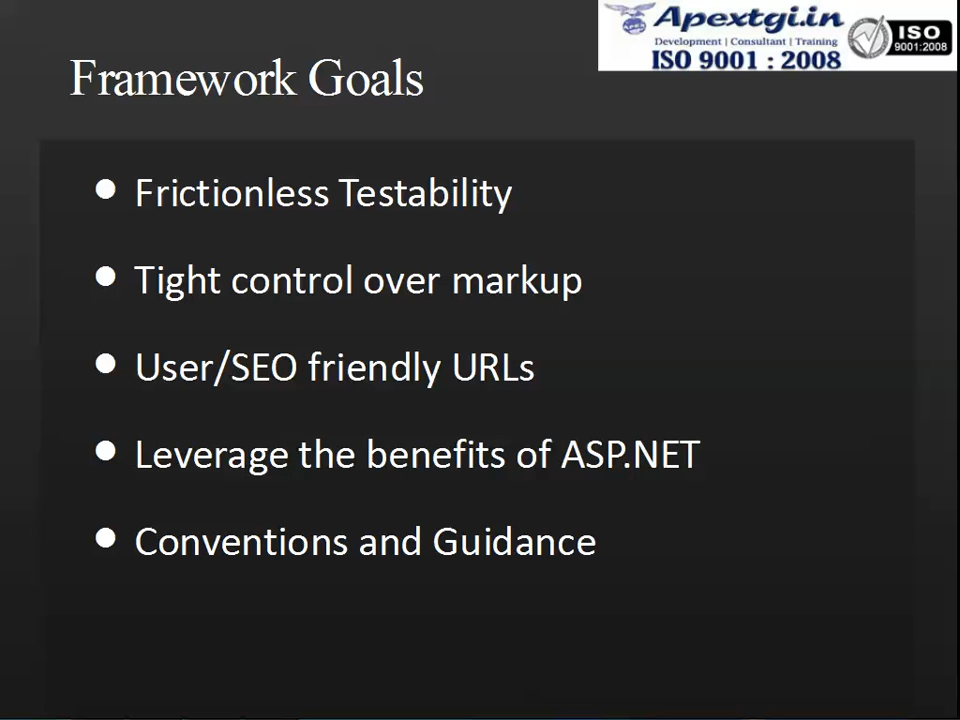 Apextgi.in
Development | Consultant | Training
ISO 9001 : 2008
ISO
9001:2008
Framework Goals
Frictionless Testability
Tight control over markup
User/SEO friendly URLs
Leverage the benefits of ASP.NET
Conventions and Guidance